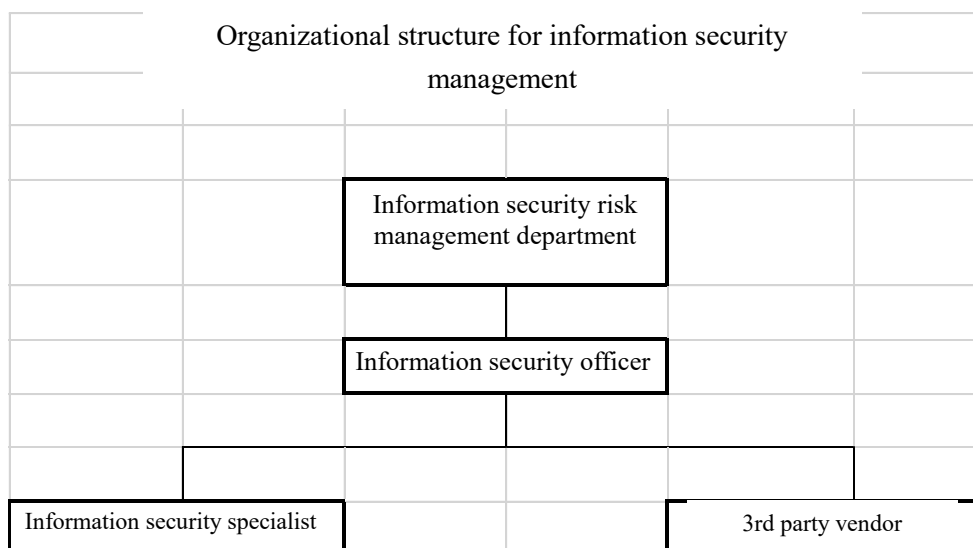 Organizational structure for information security
management
Information security risk
management department
Information security officer
Information security specialist
3rd party vendor